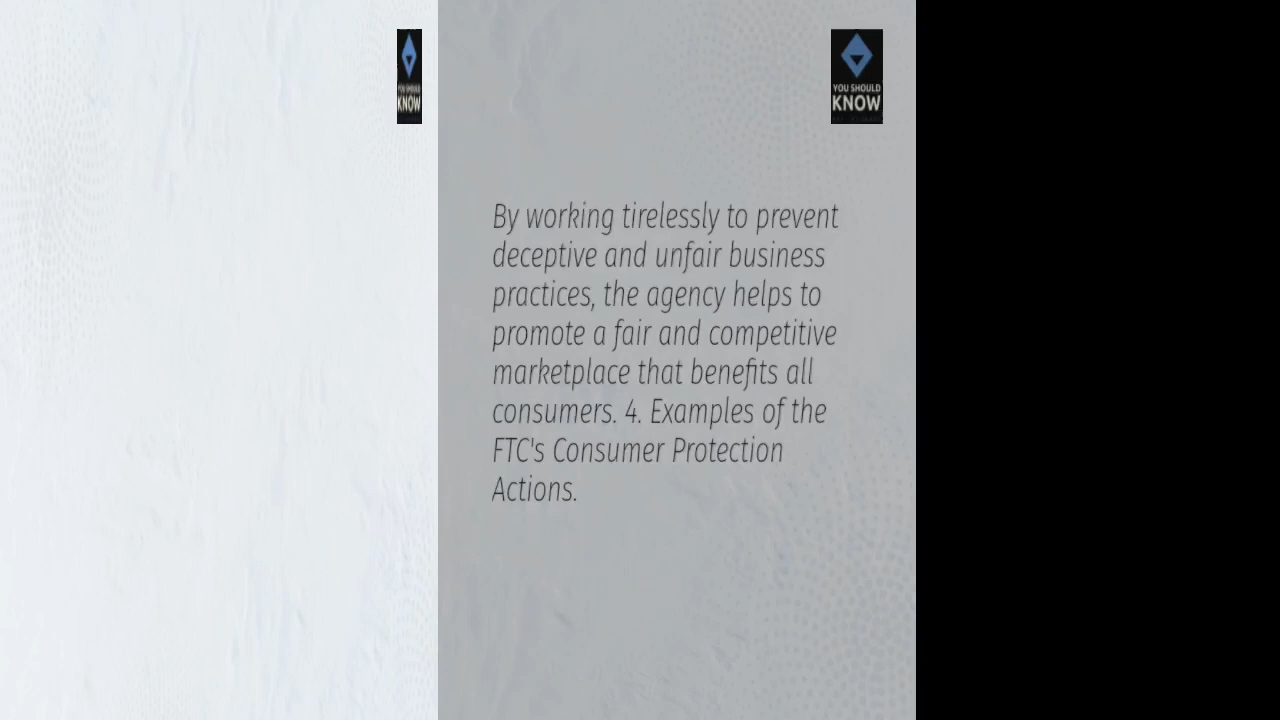 YOU SHOULD
KNOW
YOU SHOULD
KNOW
By working tirelessly to prevent
deceptive and unfair business
practices, the agency helps to
promote a fair and competitive
marketplace that benefits all
consumers. 4. Examples of the
FTC's Consumer Protection
Actions.